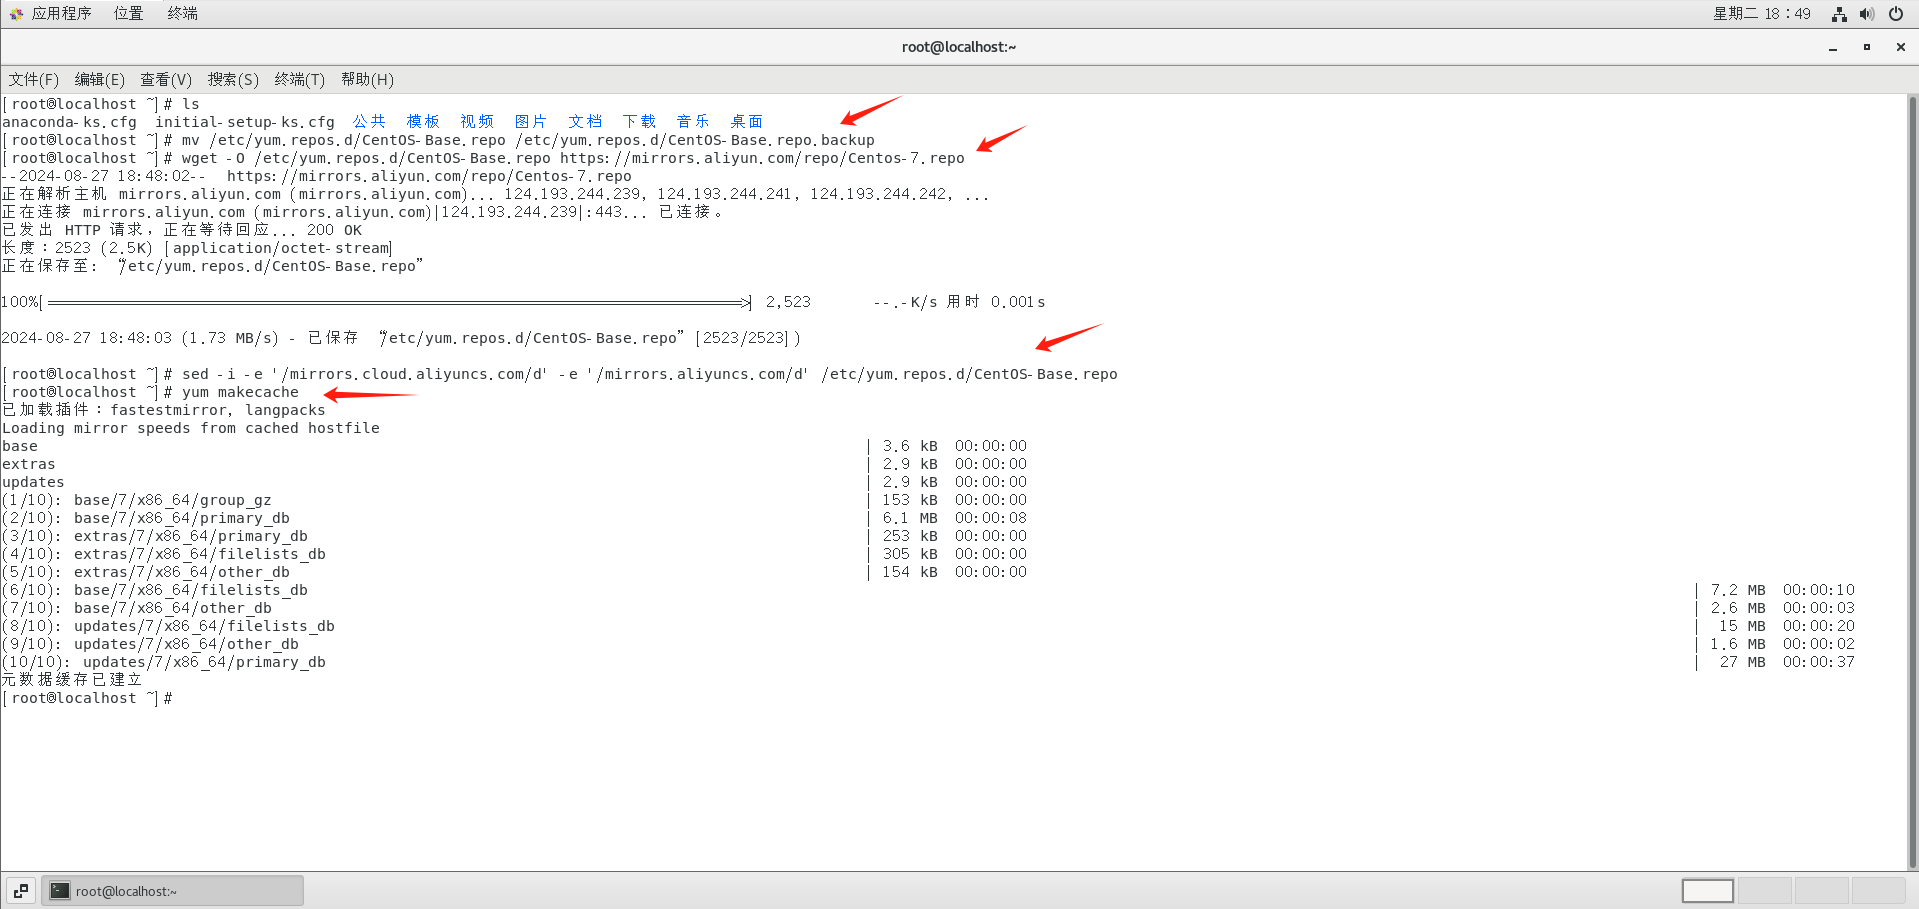 应用程序 位置 终端 星期二 18：49
root@localhost:~
文件(F) 编辑(E) 查看(V) 搜索(S) 终端(T) 帮助(H)
[root@localhost ~]# ls
anaconda-ks.cfg initial-setup-ks.cfg 公共 模板 视频 图片 文档 下载 音乐 桌面
[root@localhost ~]# mv /etc/yum.repos.d/CentOS-Base.repo /etc/yum.repos.d/CentOS-Base.repo.backup
[root@localhost ~]# wget -O /etc/yum.repos.d/CentOS-Base.repo https://mirrors.aliyun.com/repo/Centos-7.repo
--2024-08-27 18:48:02-- https://mirrors.aliyun.com/repo/Centos-7.repo
正在解析主机 mirrors.aliyun.com (mirrors.aliyun.com)... 124.193.244.239, 124.193.244.241, 124.193.244.242, ...
正在连接 mirrors.aliyun.com (mirrors.aliyun.com)|124.193.244.239|:443... 已连接。
已发出 HTTP 请求，正在等待回应... 200 OK
长度：2523 (2.5K) [application/octet-stream]
正在保存至: “/etc/yum.repos.d/CentOS-Base.repo”
100%[======================================>] 2,523 --.-K/s 用时 0.001s
2024-08-27 18:48:03 (1.73 MB/s) - 已保存 “/etc/yum.repos.d/CentOS-Base.repo” [2523/2523])
[root@localhost ~]# sed -i -e '/mirrors.cloud.aliyuncs.com/d' -e '/mirrors.aliyuncs.com/d' /etc/yum.repos.d/CentOS-Base.repo
[root@localhost ~]# yum makecache
已加载插件：fastestmirror, langpacks
Loading mirror speeds from cached hostfile
base | 3.6 kB 00:00:00
extras | 2.9 kB 00:00:00
updates | 2.9 kB 00:00:00
(1/10): base/7/x86_64/group_gz | 153 kB 00:00:00
(2/10): base/7/x86_64/primary_db | 6.1 MB 00:00:08
(3/10): extras/7/x86_64/primary_db | 253 kB 00:00:00
(4/10): extras/7/x86_64/filelists_db | 305 kB 00:00:00
(5/10): extras/7/x86_64/other_db | 154 kB 00:00:00
(6/10): base/7/x86_64/filelists_db | 7.2 MB 00:00:10
(7/10): base/7/x86_64/other_db | 2.6 MB 00:00:03
(8/10): updates/7/x86_64/filelists_db | 15 MB 00:00:20
(9/10): updates/7/x86_64/other_db | 1.6 MB 00:00:02
(10/10): updates/7/x86_64/primary_db | 27 MB 00:00:37
元数据缓存已建立
[root@localhost ~]#
root@localhost:~